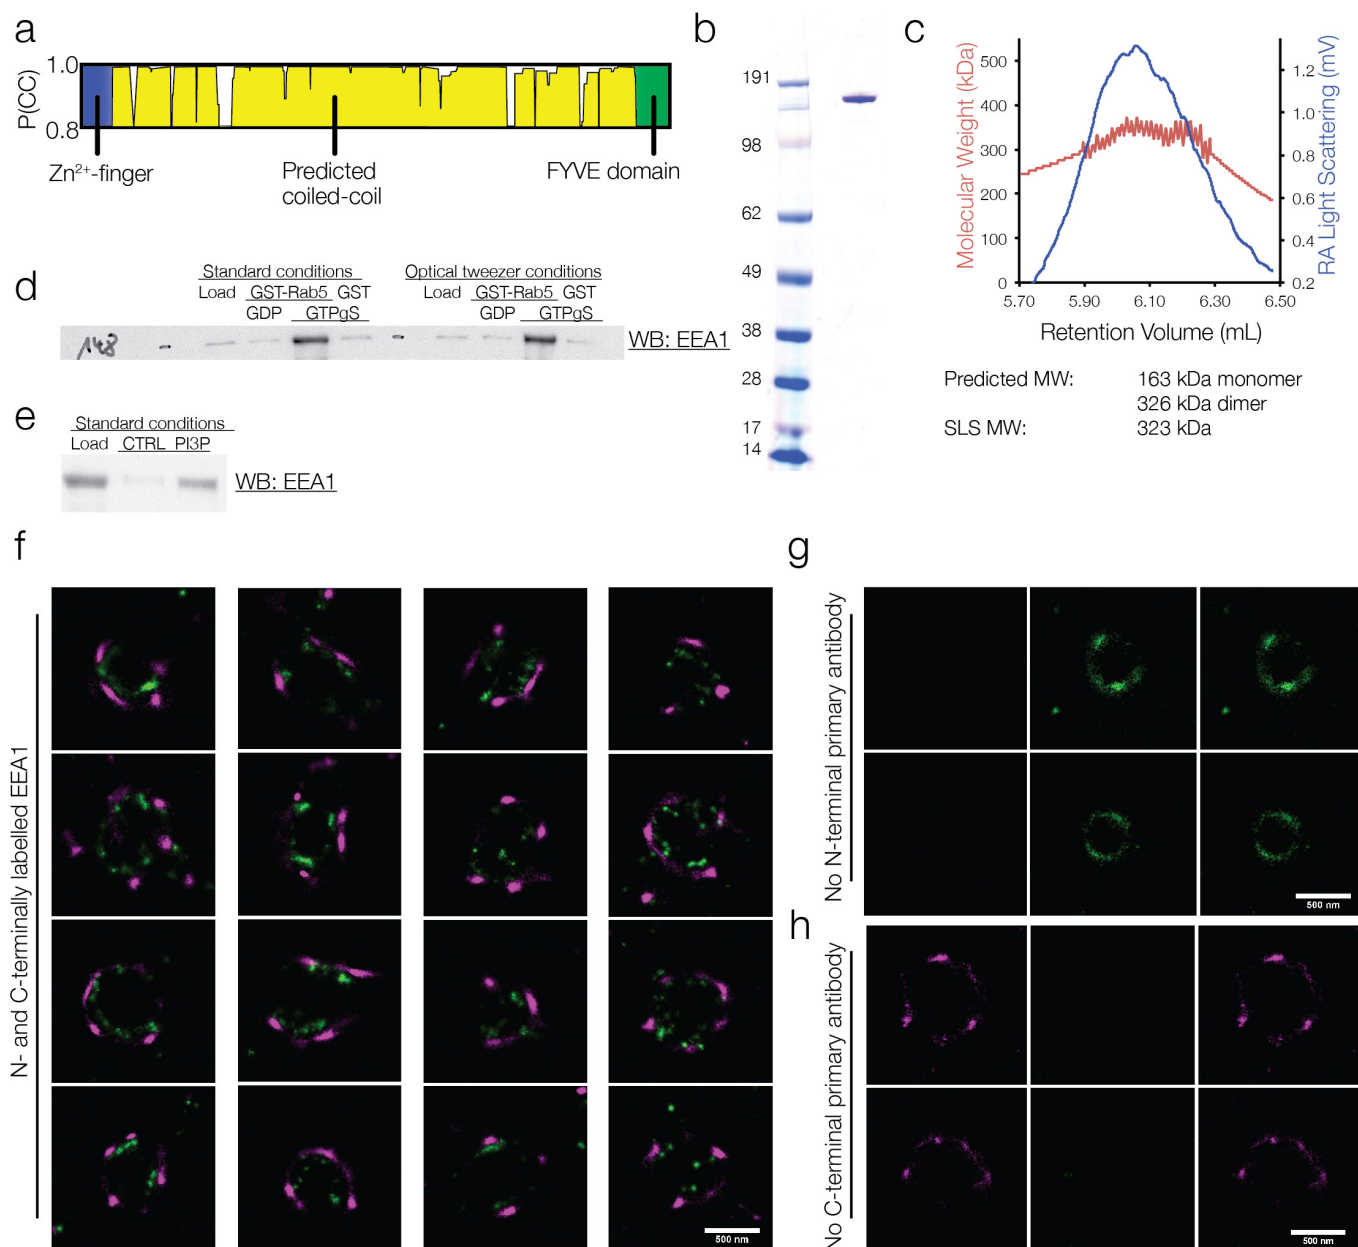 a
P(CC)
1.0
0.8
Zn²⁺-finger
Predicted
coiled-coil
FYVE domain
b
191
98
62
49
38
28
17
14
c
Molecular Weight (kDa)
500
400
300
200
100
0
5.70 5.90 6.10 6.30 6.50
Retention Volume (mL)
1.2
1.0
0.8
0.6
0.4
0.2
RA Light Scattering (mV)
Predicted MW: 163 kDa monomer
326 kDa dimer
SLS MW: 323 kDa
d
Standard conditions Optical tweezer conditions
Load GST-Rab5 GST Load GST-Rab5 GST
GDP GTPgS GDP GTPgS
148
WB: EEA1
e
Standard conditions
Load CTRL PI3P
WB: EEA1
f
N- and C-terminally labelled EEA1
500 nm
g
No N-terminal primary antibody
500 nm
h
No C-terminal primary antibody
500 nm